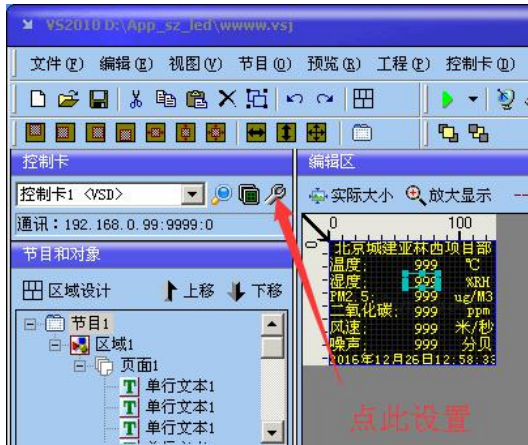 VS2010 D:\App_sz_led\wwww.vsj
文件(F) 编辑(E) 视图(V) 节目(O) 预览(R) 工程(P) 控制卡(D)
控制卡
编辑区
控制卡1 <VSD>
实际大小 放大显示
通讯：192.168.0.99:9999:0
0 100
节目和对象
区域设计 上移 下移
节目1
区域1
页面1
单行文本1
单行文本1
单行文本1
北京城建亚林西项目部
温度： 999 ℃
湿度： 999 %RH
PM2.5： 999 ug/M3
二氧化碳： 999 ppm
风速： 999 米/秒
噪声： 999 分贝
2016年12月26日12:58:33
点此设置